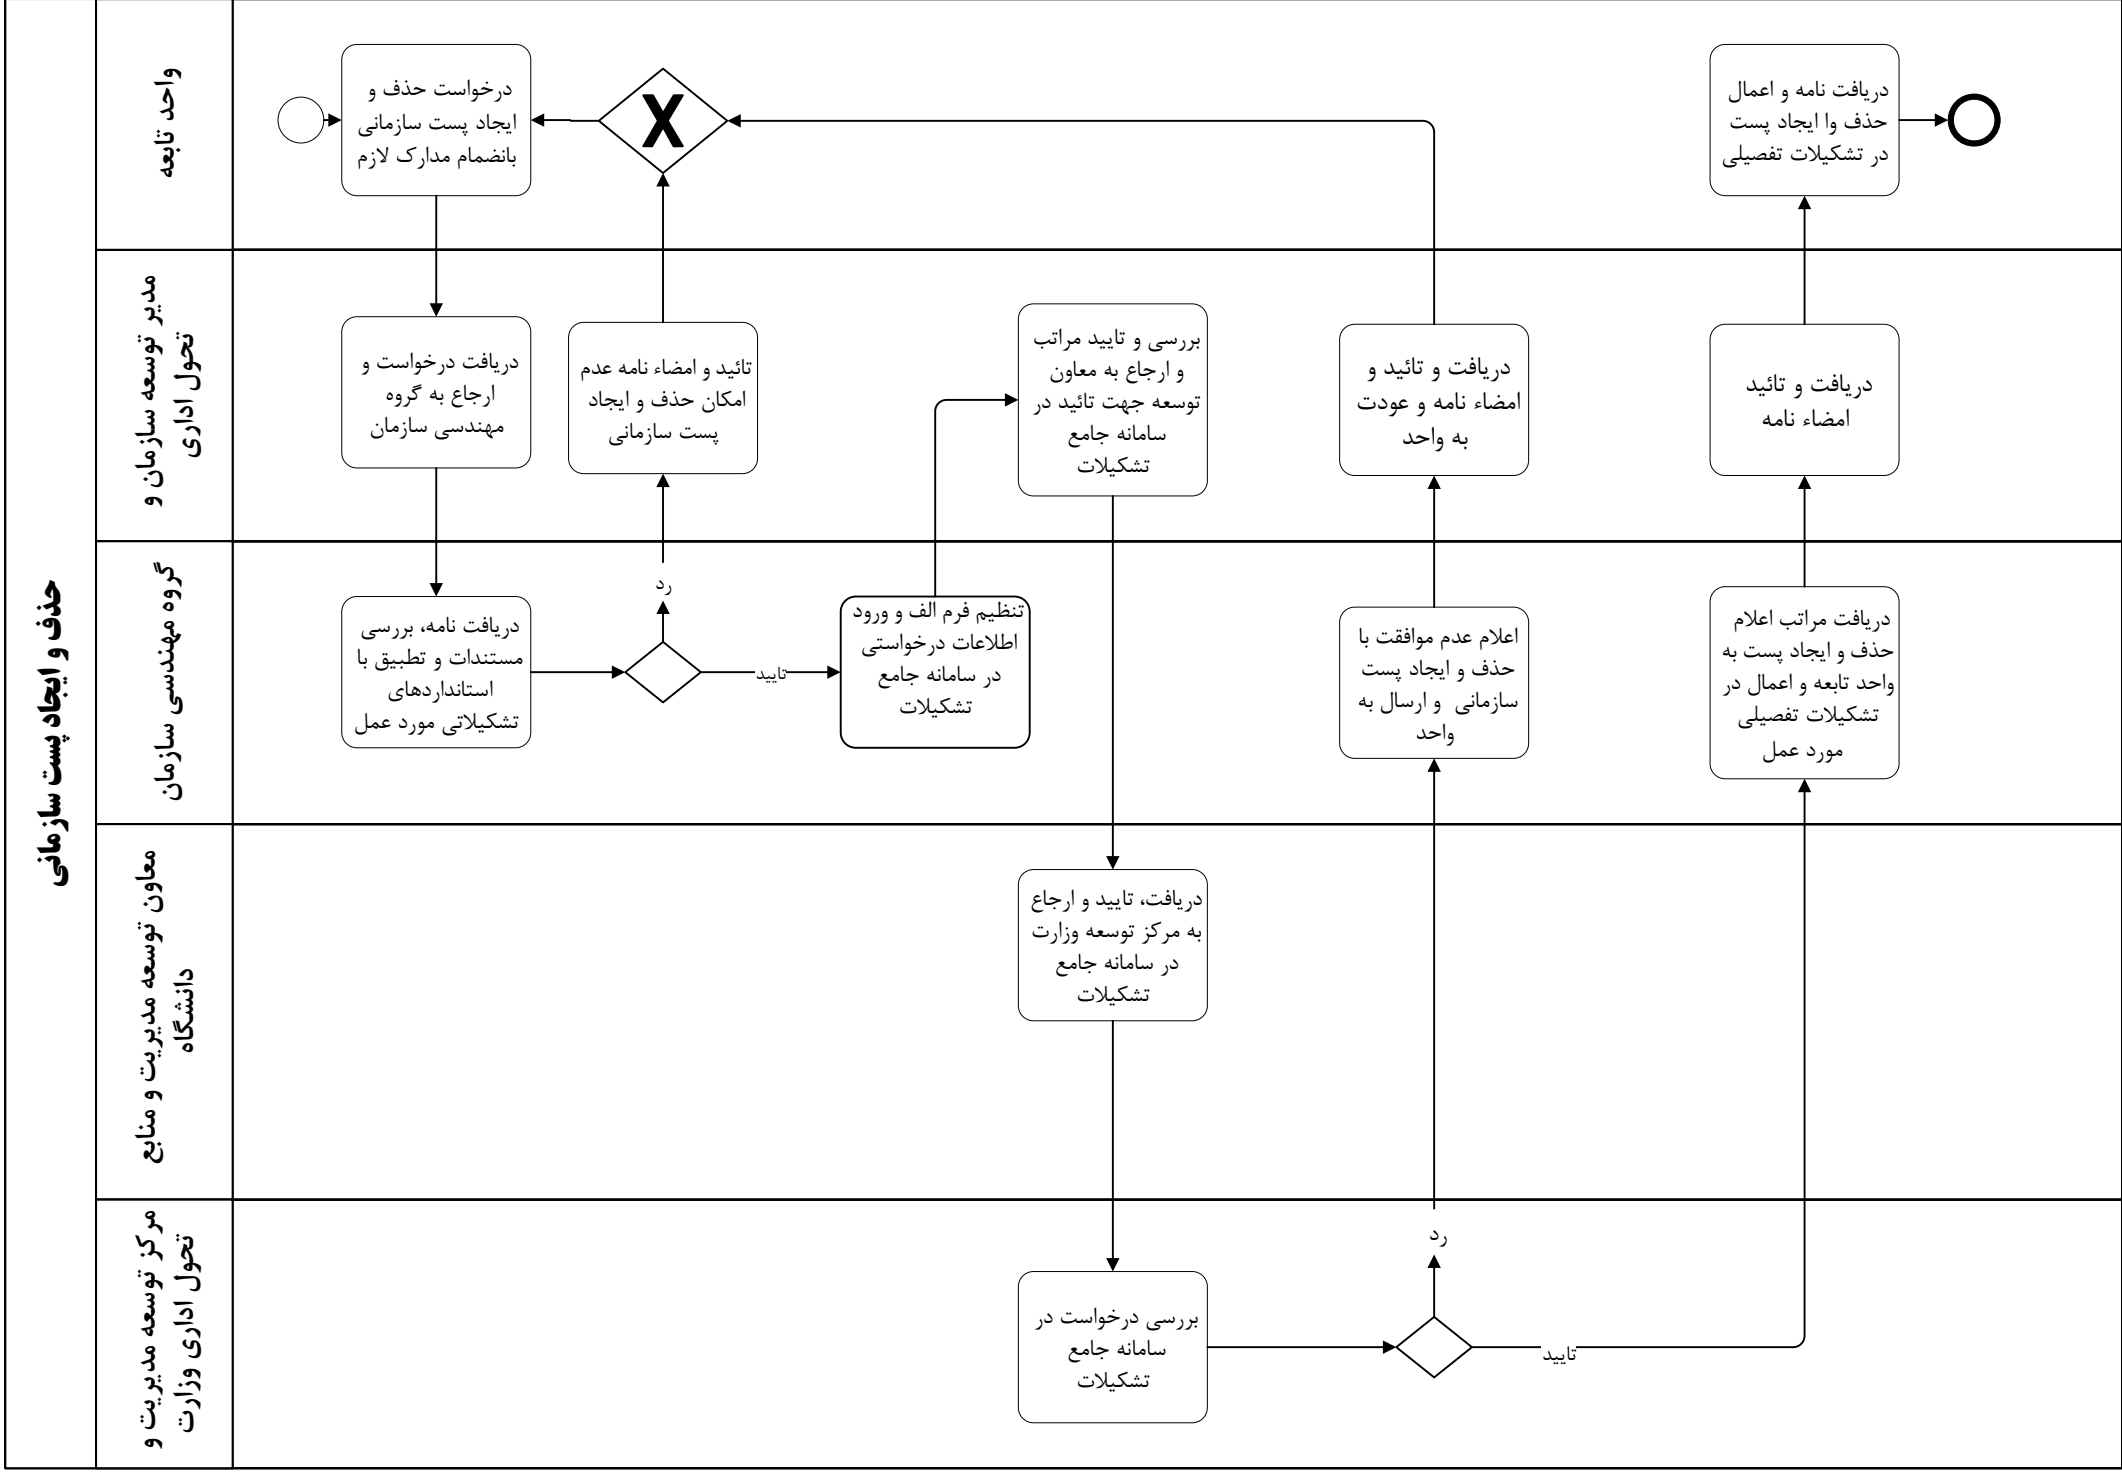 حذف و ایجاد پست سازمانی
واحد تابعه
درخواست حذف و
ایجاد پست سازمانی
بانضمام مدارک لازم
X
دریافت نامه و اعمال
حذف وا ایجاد پست
در تشکیلات تفصیلی
مدیر توسعه سازمان و
تحول اداری
دریافت درخواست و
ارجاع به گروه
مهندسی سازمان
تائید و امضاء نامه عدم
امکان حذف و ایجاد
پست سازمانی
بررسی و تایید مراتب
و ارجاع به معاون
توسعه جهت تائید در
سامانه جامع
تشکیلات
دریافت و تائید و
امضاء نامه و عودت
به واحد
دریافت و تائید
امضاء نامه
گروه مهندسی سازمان
دریافت نامه، بررسی
مستندات و تطبیق با
استانداردهای
تشکیلاتی مورد عمل
رد
تایید
تنظیم فرم الف و ورود
اطلاعات درخواستی
در سامانه جامع
تشکیلات
اعلام عدم موافقت با
حذف و ایجاد پست
سازمانی و ارسال به
واحد
دریافت مراتب اعلام
حذف و ایجاد پست به
واحد تابعه و اعمال در
تشکیلات تفصیلی
مورد عمل
معاون توسعه مدیریت و منابع
دانشگاه
دریافت، تایید و ارجاع
به مرکز توسعه وزارت
در سامانه جامع
تشکیلات
مرکز توسعه مدیریت و
تحول اداری وزارت
بررسی درخواست در
سامانه جامع
تشکیلات
رد
تایید